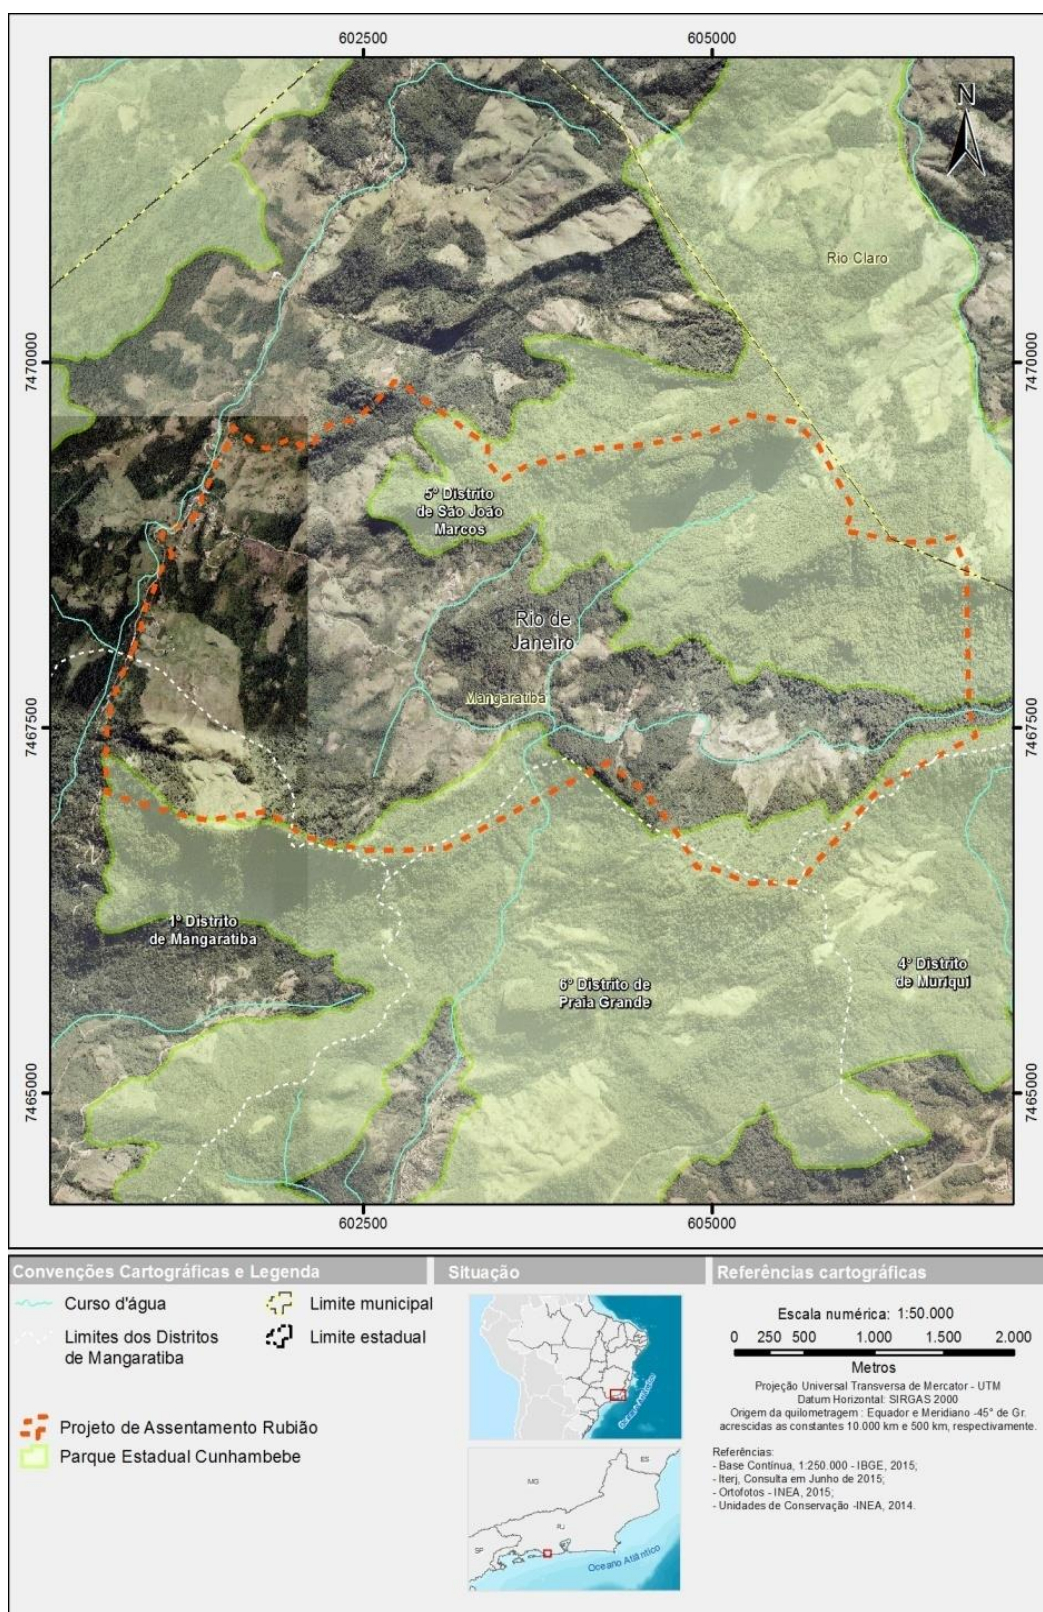 602500
605000
N
Rio Claro
7470000
7470000
5º Distrito
de São João
Marcos
Rio de
Janeiro
Mangaratiba
7467500
7467500
1º Distrito
de Mangaratiba
6º Distrito de
Praia Grande
4º Distrito
de Muriqui
7465000
7465000
602500
605000
Convenções Cartográficas e Legenda
Curso d'água
Limites dos Distritos
de Mangaratiba
Limite municipal
Limite estadual
Projeto de Assentamento Rubião
Parque Estadual Cunhambebe
Situação
Oceano Atlântico
MG
ES
RJ
SP
Oceano Atlântico
Referências cartográficas
Escala numérica: 1:50.000
0 250 500 1.000 1.500 2.000
Metros
Projeção Universal Transversa de Mercator - UTM
Datum Horizontal: SIRGAS 2000
Origem da quilometragem : Equador e Meridiano -45° de Gr.
acrescidas as constantes 10.000 km e 500 km, respectivamente.
Referências:
- Base Contínua, 1:250.000 - IBGE, 2015;
- Iterj, Consulta em Junho de 2015;
- Ortofotos - INEA, 2015;
- Unidades de Conservação -INEA, 2014.